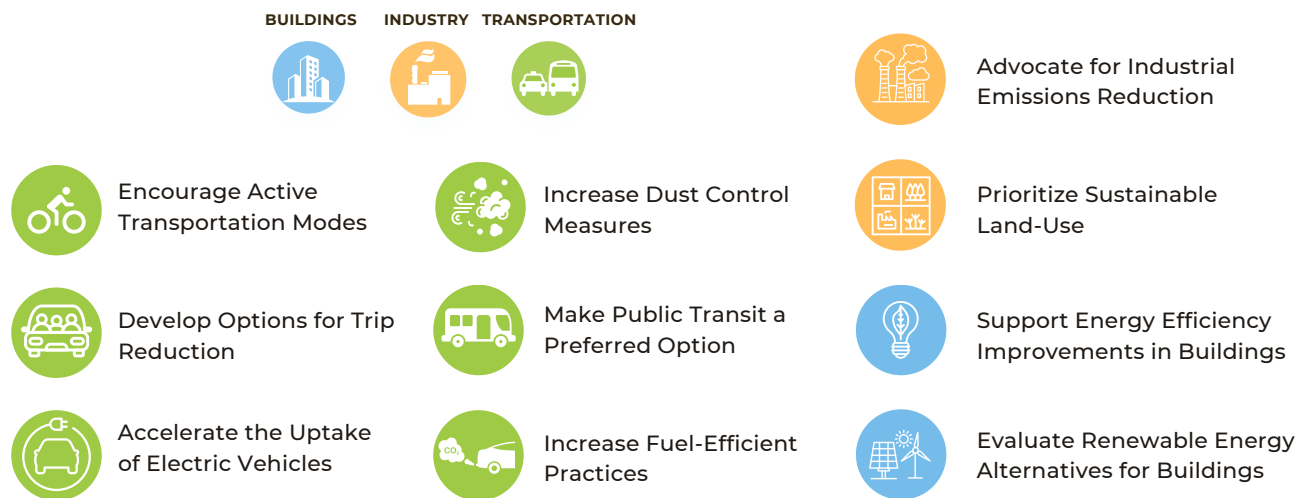 BUILDINGS INDUSTRY TRANSPORTATION
Encourage Active
Transportation Modes
Develop Options for Trip
Reduction
Accelerate the Uptake
of Electric Vehicles
Increase Dust Control
Measures
Make Public Transit a
Preferred Option
CO₂
Increase Fuel-Efficient
Practices
Advocate for Industrial
Emissions Reduction
Prioritize Sustainable
Land-Use
Support Energy Efficiency
Improvements in Buildings
Evaluate Renewable Energy
Alternatives for Buildings